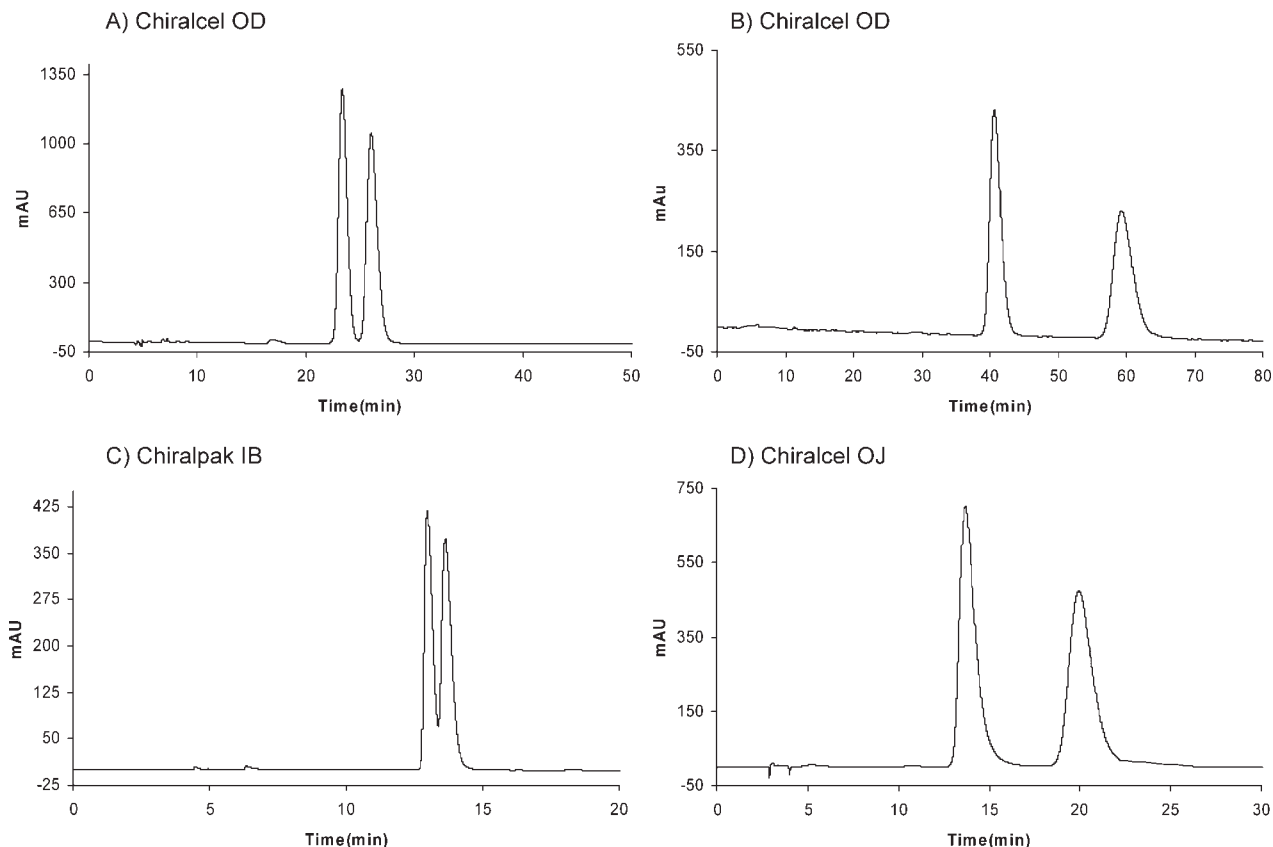 A) Chiralcel OD
1350
1000
650
300
-50
mAU
0 10 20 30 40 50
Time(min)
B) Chiralcel OD
550
350
150
-50
mAu
0 10 20 30 40 50 60 70 80
Time(min)
C) Chiralpak IB
425
350
275
200
125
50
-25
mAU
0 5 10 15 20
Time(min)
D) Chiralcel OJ
750
550
350
150
-50
mAU
0 5 10 15 20 25 30
Time(min)